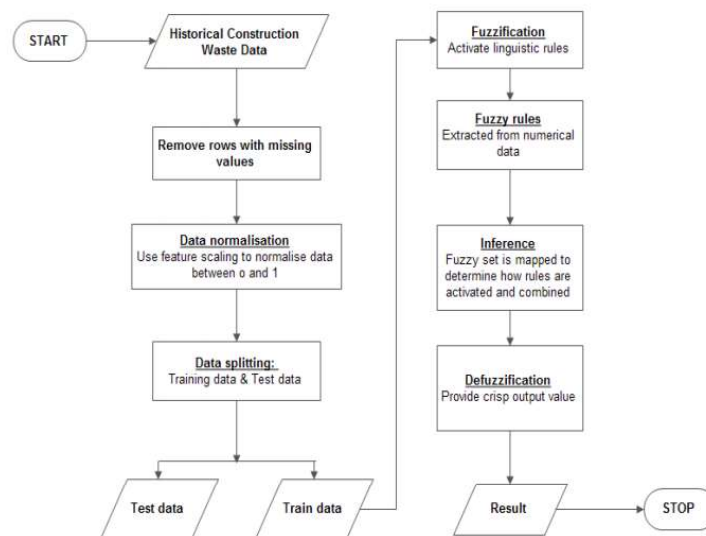 START
Historical Construction
Waste Data
Remove rows with missing
values
Data normalisation
Use feature scaling to normalise data
between o and 1
Data splitting:
Training data & Test data
Test data
Train data
Fuzzification
Activate linguistic rules
Fuzzy rules
Extracted from numerical
data
Inference
Fuzzy set is mapped to
determine how rules are
activated and combined
Defuzzification
Provide crisp output value
Result
STOP